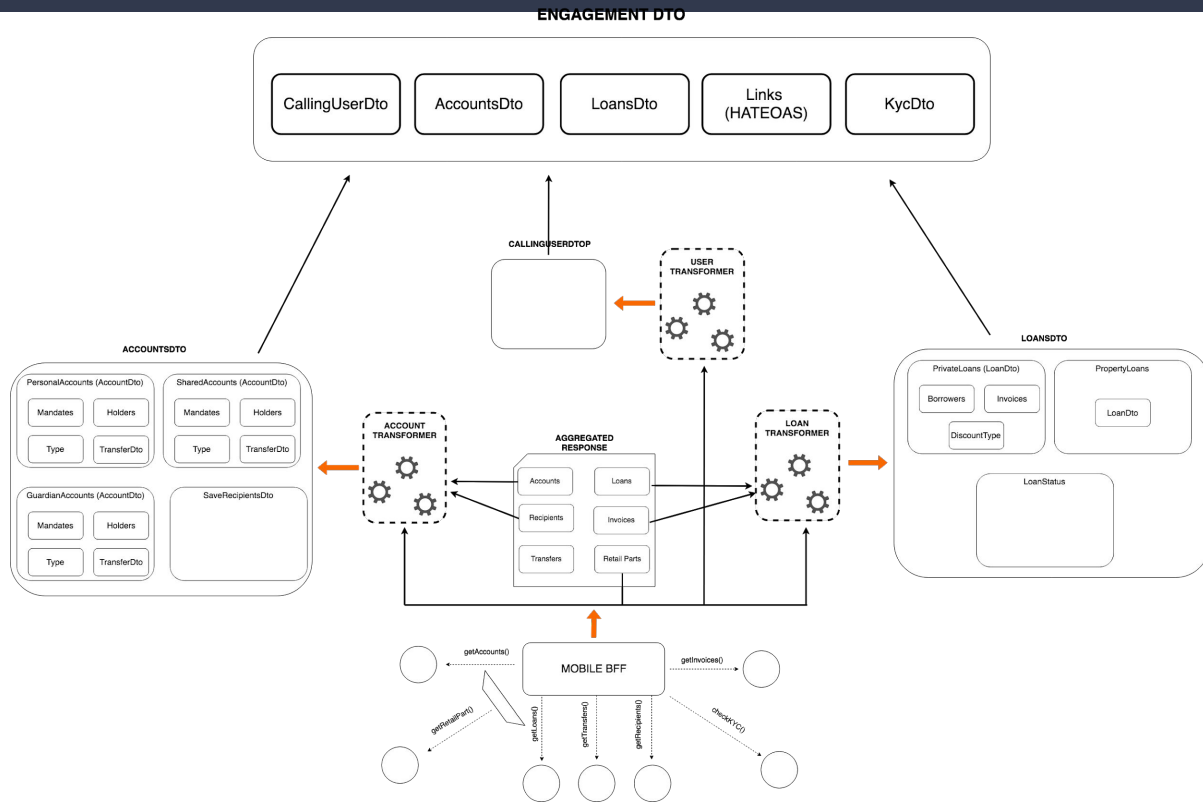 ENGAGEMENT DTO
CallingUserDto
AccountsDto
LoansDto
Links
(HATEOAS)
KycDto
CALLINGUSERDTOP
USER
TRANSFORMER
ACCOUNTSDTO
PersonalAccounts (AccountDto)
Mandates
Holders
Type
TransferDto
SharedAccounts (AccountDto)
Mandates
Holders
Type
TransferDto
GuardianAccounts (AccountDto)
Mandates
Holders
Type
TransferDto
SaveRecipientsDto
ACCOUNT
TRANSFORMER
AGGREGATED
RESPONSE
Accounts
Loans
Recipients
Invoices
Transfers
Retail Parts
LOAN
TRANSFORMER
LOANSDTO
PrivateLoans (LoanDto)
Borrowers
Invoices
DiscountType
PropertyLoans
LoanDto
LoanStatus
MOBILE BFF
getAccounts()
getInvoices()
getRetailPart()
getLoans()
getTransfers()
getRecipients()
checkKYC()